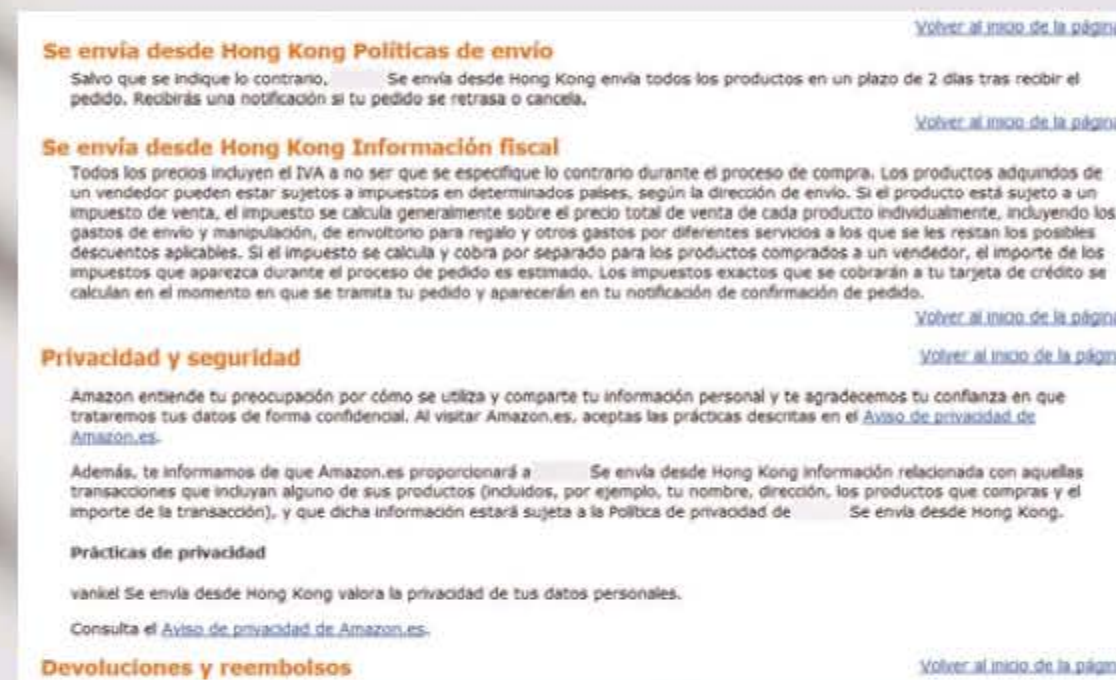 Volver al inicio de la página
Se envía desde Hong Kong Políticas de envío
Salvo que se indique lo contrario, Se envía desde Hong Kong envía todos los productos en un plazo de 2 días tras recibir el
pedido. Recibirás una notificación si tu pedido se retrasa o cancela.
Volver al inicio de la página
Se envía desde Hong Kong Información fiscal
Todos los precios incluyen el IVA a no ser que se especifique lo contrario durante el proceso de compra. Los productos adquiridos de
un vendedor pueden estar sujetos a impuestos en determinados países, según la dirección de envío. Si el producto está sujeto a un
impuesto de venta, el impuesto se calcula generalmente sobre el precio total de venta de cada producto individualmente, incluyendo los
gastos de envío y manipulación, de envoltorio para regalo y otros gastos por diferentes servicios a los que se les restan los posibles
descuentos aplicables. Si el impuesto se calcula y cobra por separado para los productos comprados a un vendedor, el importe de los
impuestos que aparezca durante el proceso de pedido es estimado. Los impuestos exactos que se cobrarán a tu tarjeta de crédito se
calculan en el momento en que se tramita tu pedido y aparecerán en tu notificación de confirmación de pedido.
Volver al inicio de la página
Privacidad y seguridad
Volver al inicio de la página
Amazon entiende tu preocupación por cómo se utiliza y comparte tu información personal y te agradecemos tu confianza en que
trataremos tus datos de forma confidencial. Al visitar Amazon.es, aceptas las prácticas descritas en el Aviso de privacidad de
Amazon.es.
Además, te informamos de que Amazon.es proporcionará a Se envía desde Hong Kong información relacionada con aquellas
transacciones que incluyan alguno de sus productos (incluidos, por ejemplo, tu nombre, dirección, los productos que compras y el
importe de la transacción), y que dicha información estará sujeta a la Política de privacidad de Se envía desde Hong Kong.
Prácticas de privacidad
vankel Se envía desde Hong Kong valora la privacidad de tus datos personales.
Consulta el Aviso de privacidad de Amazon.es.
Devoluciones y reembolsos
Volver al inicio de la página